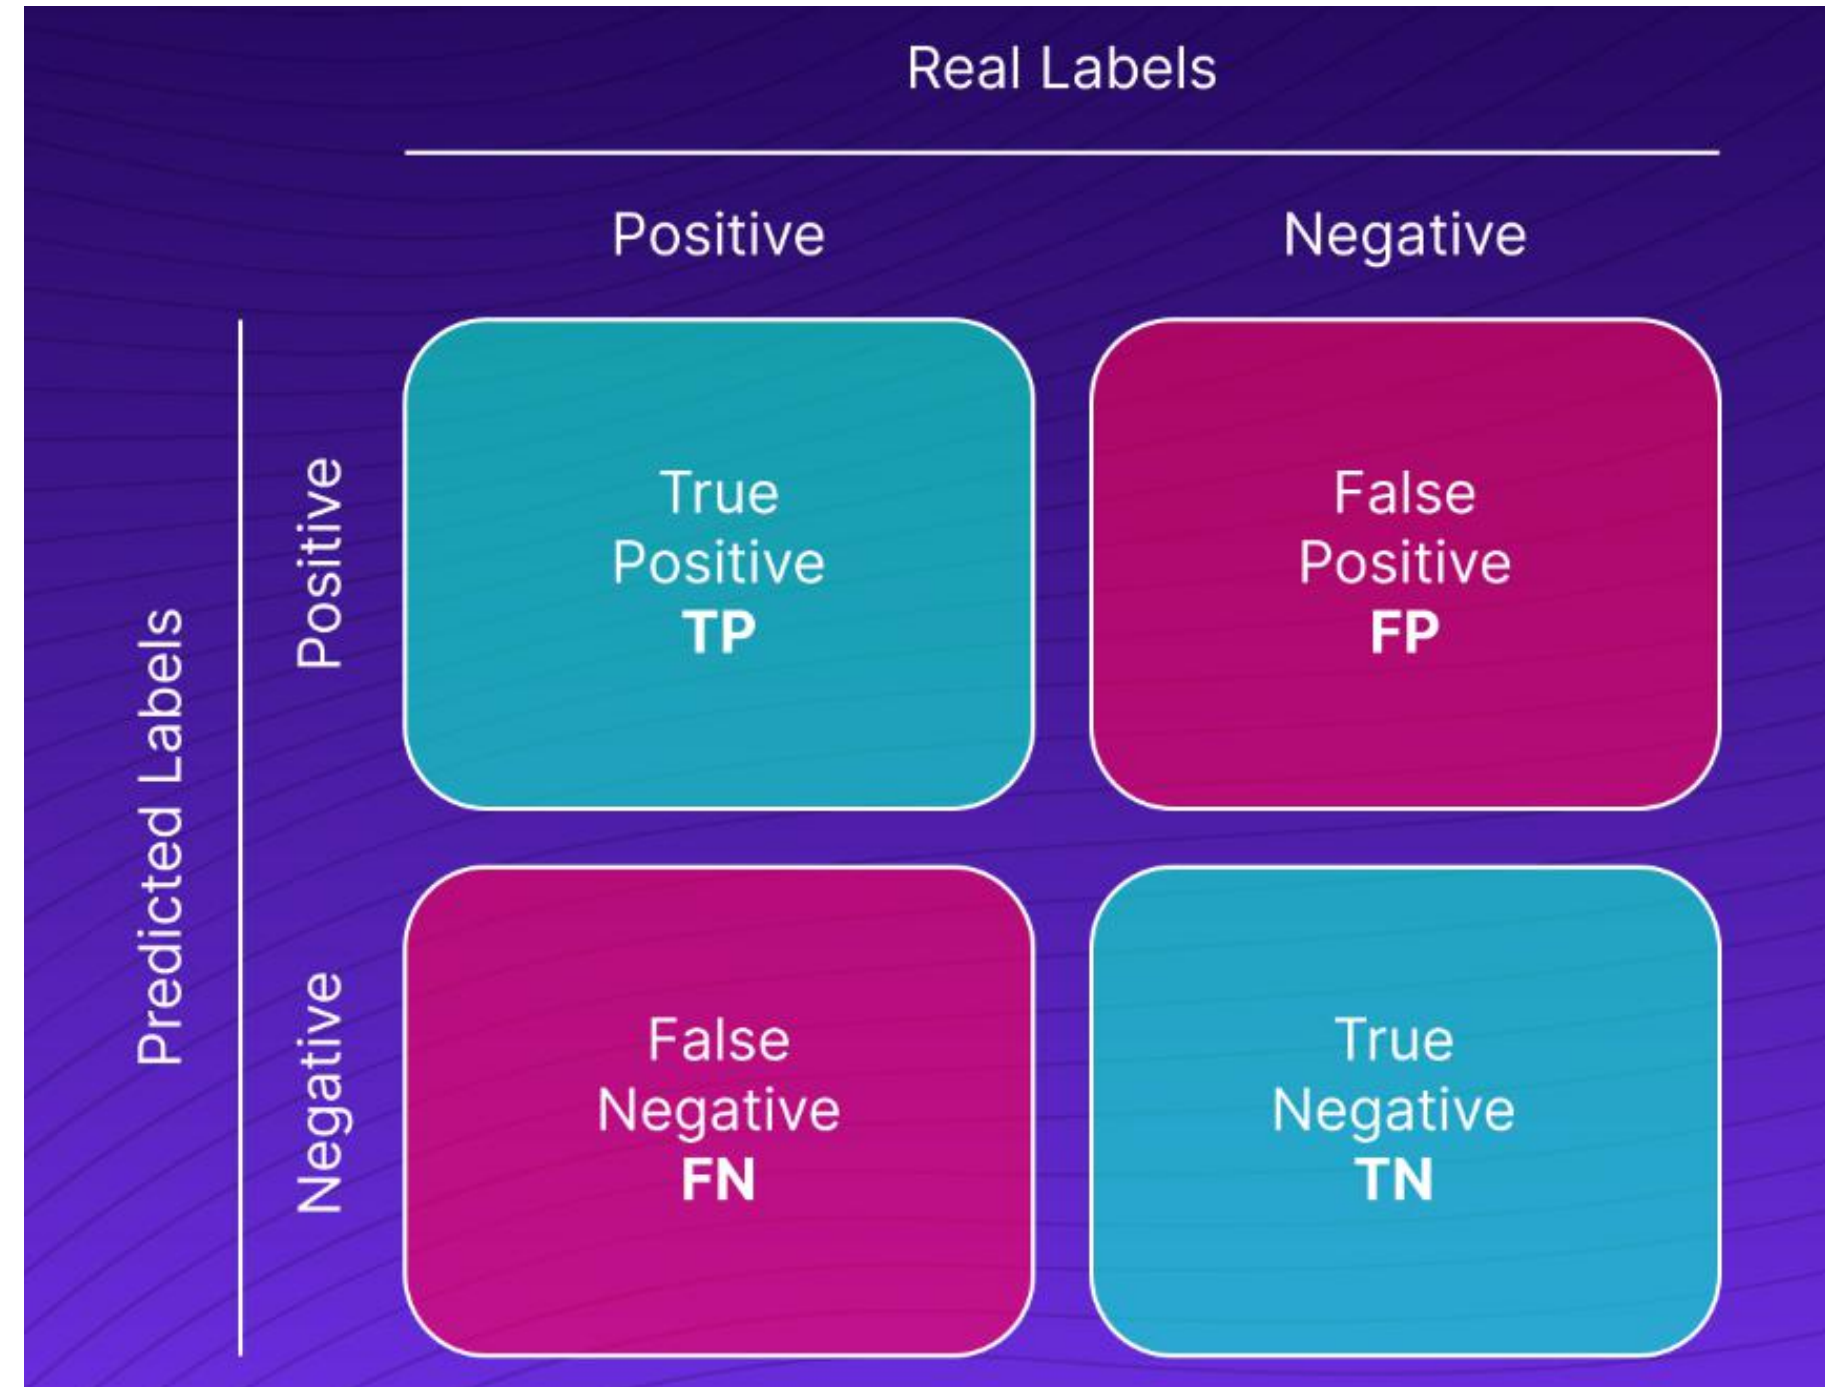 Real Labels
Positive
Negative
Predicted Labels
Positive
True
Positive
TP
False
Positive
FP
Negative
False
Negative
FN
True
Negative
TN